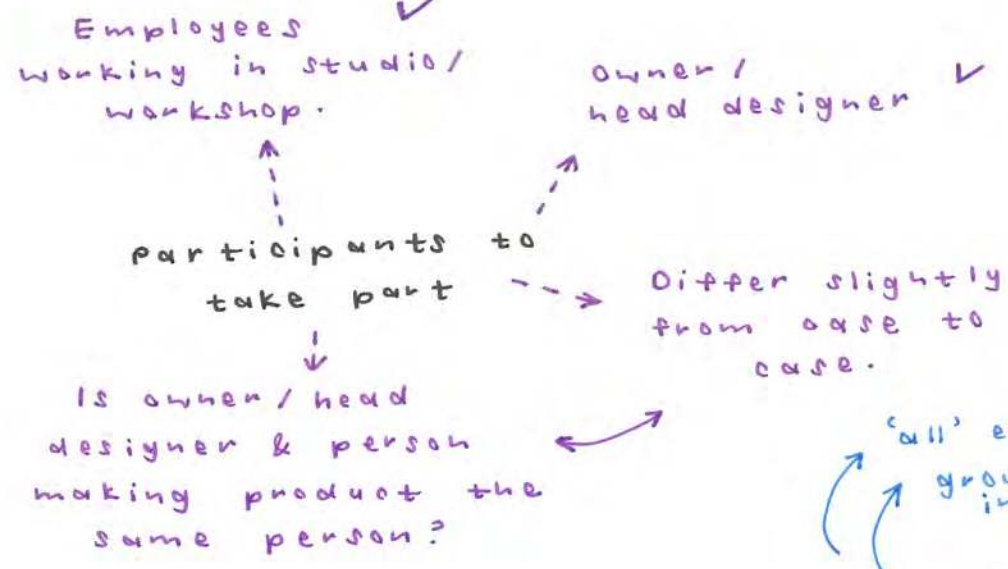 Employees
working in studio/
workshop.
owner/
head designer
participants to
take part
Differ slightly
from case to
case.
Is owner/head
designer & person
making product the
same person?
'all'